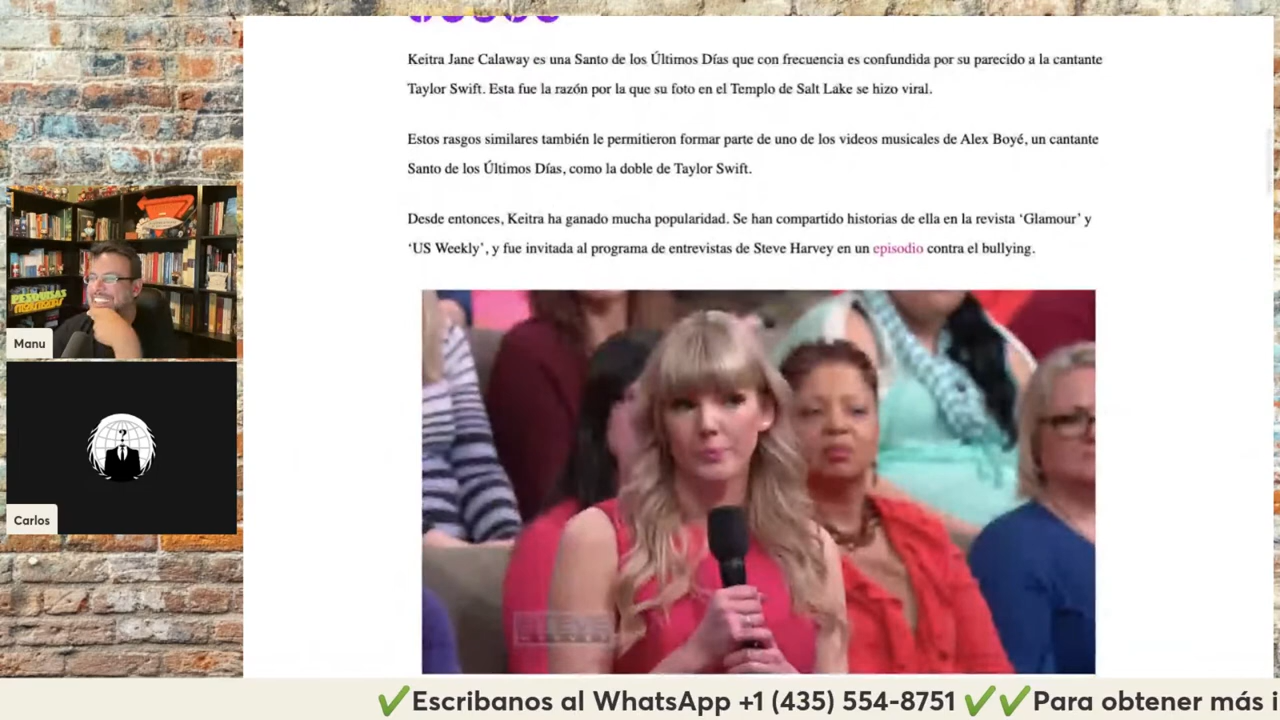 Keitra Jane Calaway es una Santo de los Últimos Días que con frecuencia es confundida por su parecido a la cantante
Taylor Swift. Esta fue la razón por la que su foto en el Templo de Salt Lake se hizo viral.
Estos rasgos similares también le permitieron formar parte de uno de los videos musicales de Alex Boyé, un cantante
Santo de los Últimos Días, como la doble de Taylor Swift.
Desde entonces, Keitra ha ganado mucha popularidad. Se han compartido historias de ella en la revista ‘Glamour’ y
‘US Weekly’, y fue invitada al programa de entrevistas de Steve Harvey en un episodio contra el bullying.
PESQUISAS
MORMONAS
Manu
?
Carlos
STEVE
HARVEY
✔Escribanos al WhatsApp +1 (435) 554-8751 ✔✔Para obtener más i